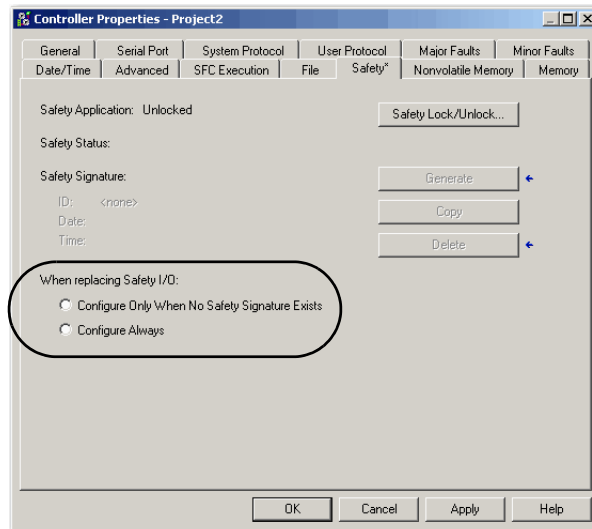 Controller Properties - Project2
General Serial Port System Protocol User Protocol Major Faults Minor Faults
Date/Time Advanced SFC Execution File Safety* Nonvolatile Memory Memory
Safety Application: Unlocked
Safety Lock/Unlock...
Safety Status:
Safety Signature:
Generate
ID: <none>
Copy
Date:
Time:
Delete
When replacing Safety I/O:
Configure Only When No Safety Signature Exists
Configure Always
OK Cancel Apply Help